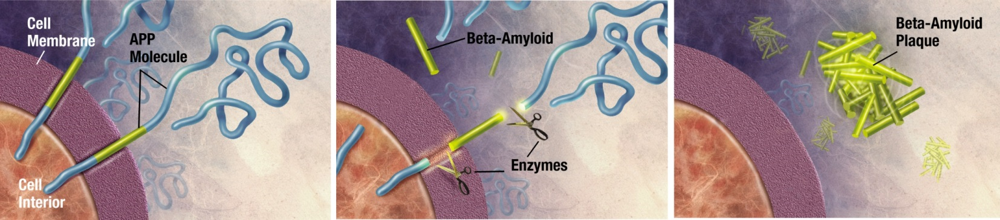 Cell
Membrane
APP
Molecule
Cell
Interior
Beta-Amyloid
Enzymes
Beta-Amyloid
Plaque